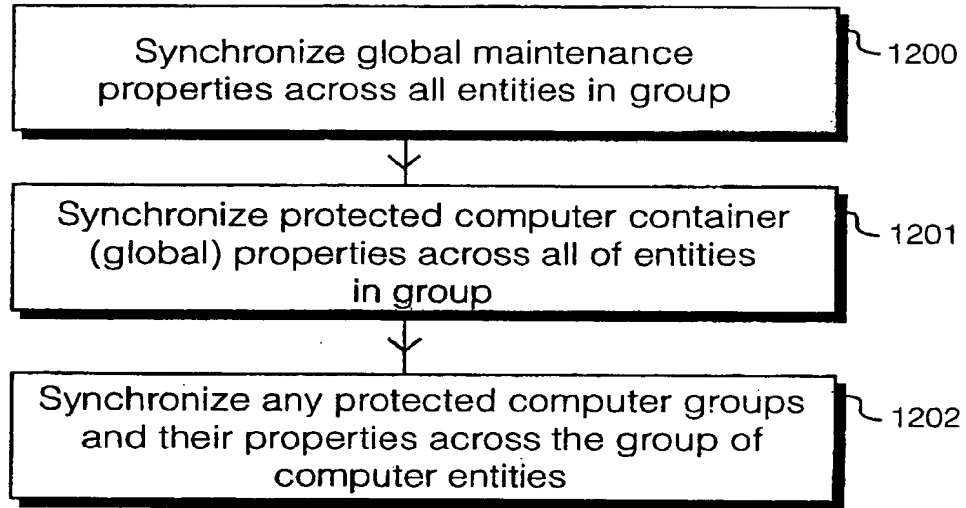 Synchronize global maintenance
properties across all entities in group
1200
Synchronize protected computer container
(global) properties across all of entities
in group
1201
Synchronize any protected computer groups
and their properties across the group of
computer entities
1202